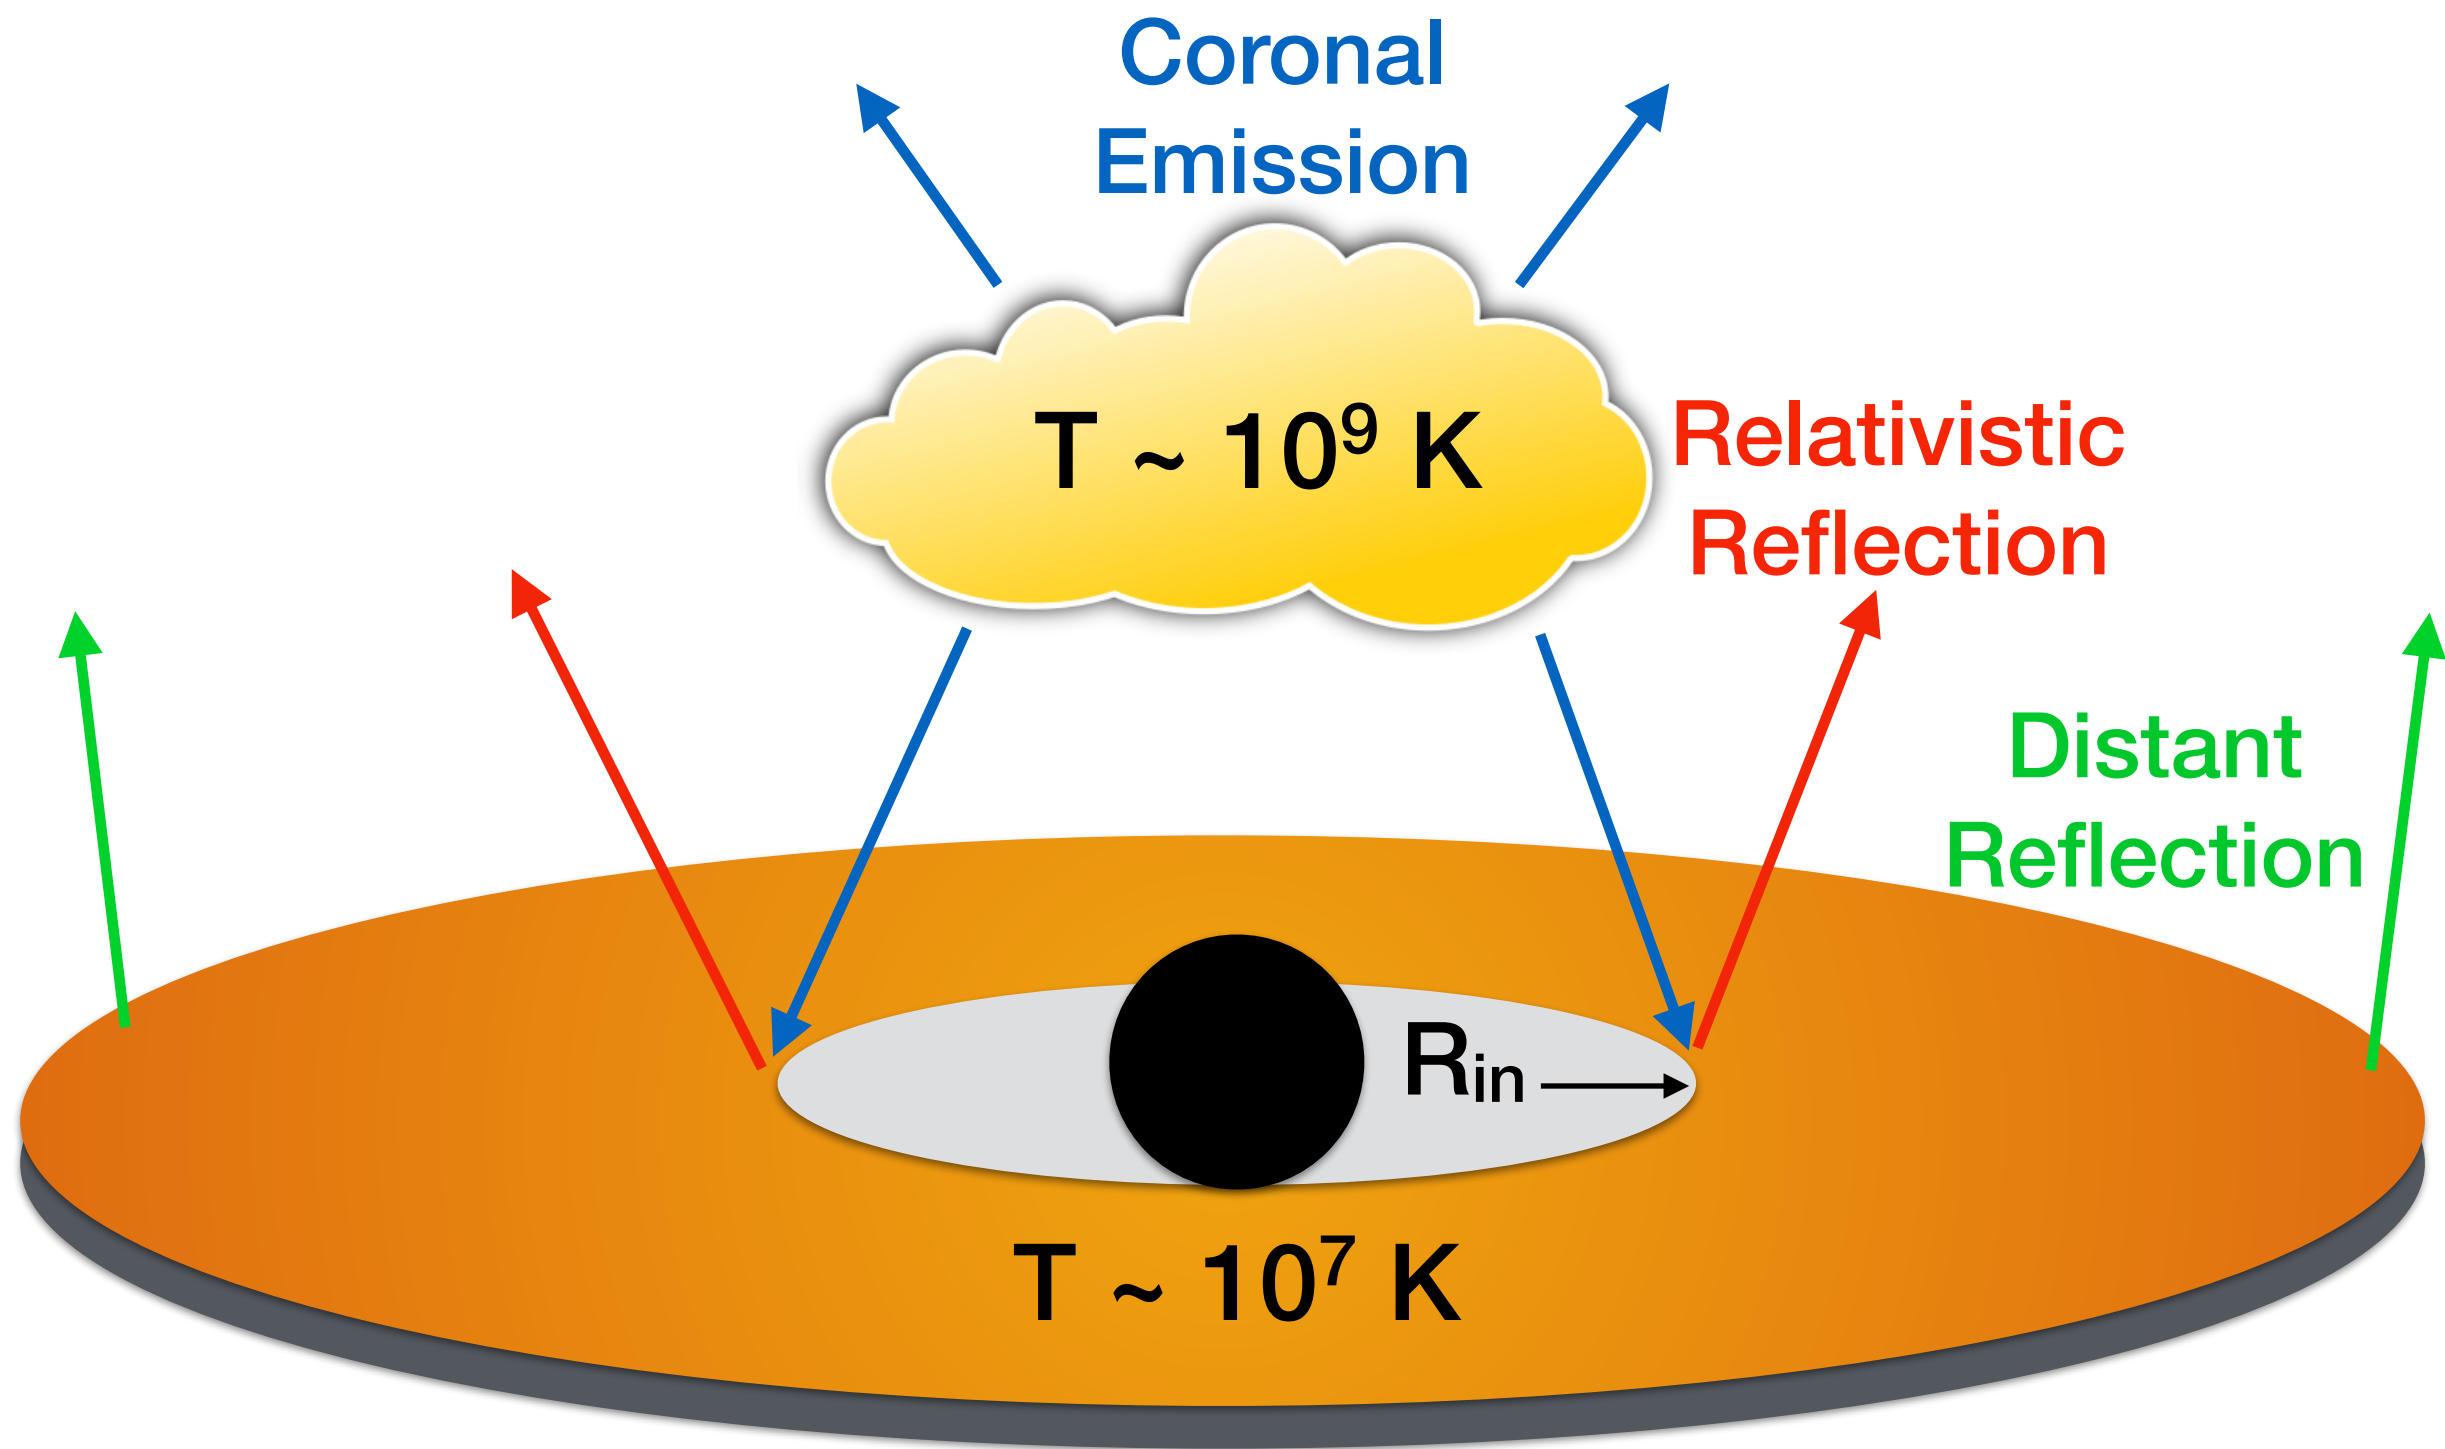 Coronal
Emission
T ~ 10⁹ K
Relativistic
Reflection
Distant
Reflection
Rᵢₙ
T ~ 10⁷ K